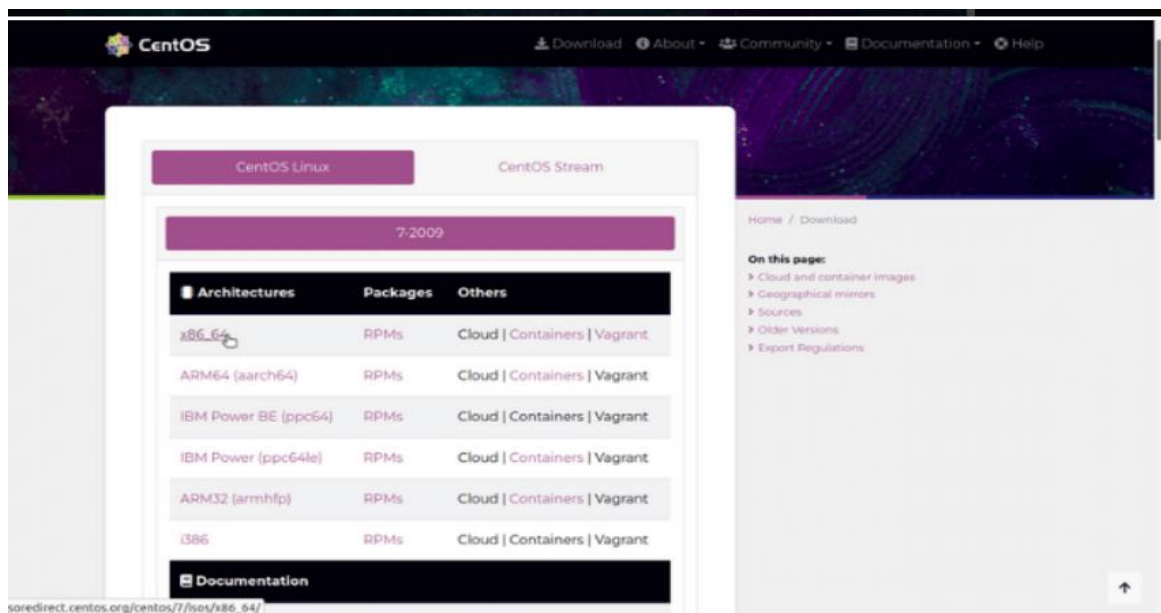 CentOS
Download About Community Documentation Help
CentOS Linux CentOS Stream
7-2009
Architectures Packages Others
x86_64 RPMs Cloud | Containers | Vagrant
ARM64 (aarch64) RPMs Cloud | Containers | Vagrant
IBM Power BE (ppc64) RPMs Cloud | Containers | Vagrant
IBM Power (ppc64le) RPMs Cloud | Containers | Vagrant
ARM32 (armhfp) RPMs Cloud | Containers | Vagrant
i386 RPMs Cloud | Containers | Vagrant
Documentation
Home / Download
On this page:
Cloud and container images
Geographical mirrors
Sources
Older Versions
Export Regulations
soredirect.centos.org/centos/7/isos/x86_64/